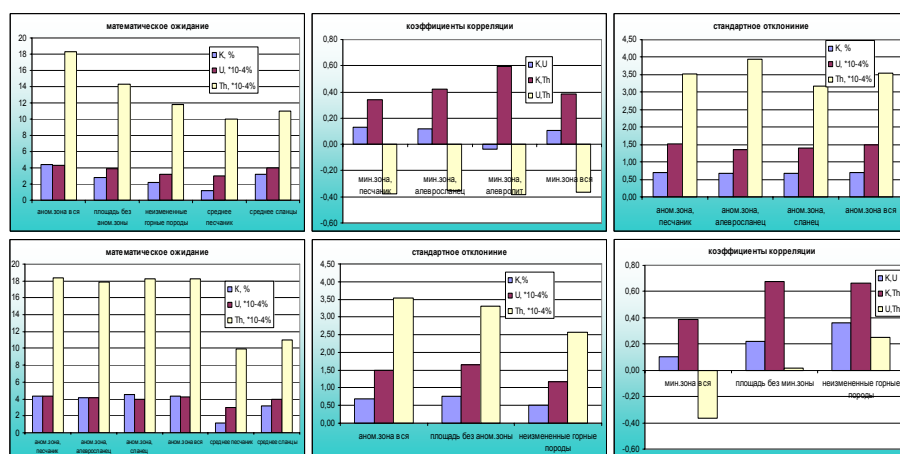 математическое ожидание
20
18
16
14
12
10
8
6
4
2
0
K, %
U, *10-4%
Th, *10-4%
аном.зона вся
площадь без аном.зоны
неизмененные горные породы
среднее песчаник
среднее сланцы
коэффициенты корреляции
0,80
0,60
0,40
0,20
0,00
-0,20
-0,40
-0,60
K,U
K,Th
U,Th
мин.зона, песчаник
мин.зона, алевросланец
мин.зона, алевролит
мин.зона вся
стандартное отклониние
4,50
4,00
3,50
3,00
2,50
2,00
1,50
1,00
0,50
0,00
K, %
U, *10-4%
Th, *10-4%
аном.зона, песчаник
аном.зона, алевросланец
аном.зона, сланец
аном.зона вся
математическое ожидание
20
18
16
14
12
10
8
6
4
2
0
K, %
U, *10-4%
Th, *10-4%
аном.зона, песчаник
аном.зона, алевросланец
аном.зона, сланец
аном.зона вся
среднее песчаник
среднее сланцы
стандартное отклониние
4,50
4,00
3,50
3,00
2,50
2,00
1,50
1,00
0,50
0,00
K,%
U, *10-4%
Th, *10-4%
аном.зона вся
площадь без аном.зоны
неизмененные горные породы
коэффициенты корреляции
0,80
0,60
0,40
0,20
0,00
-0,20
-0,40
-0,60
K,U
K,Th
U,Th
мин.зона вся
площадь без мин.зоны
неизмененные горные породы